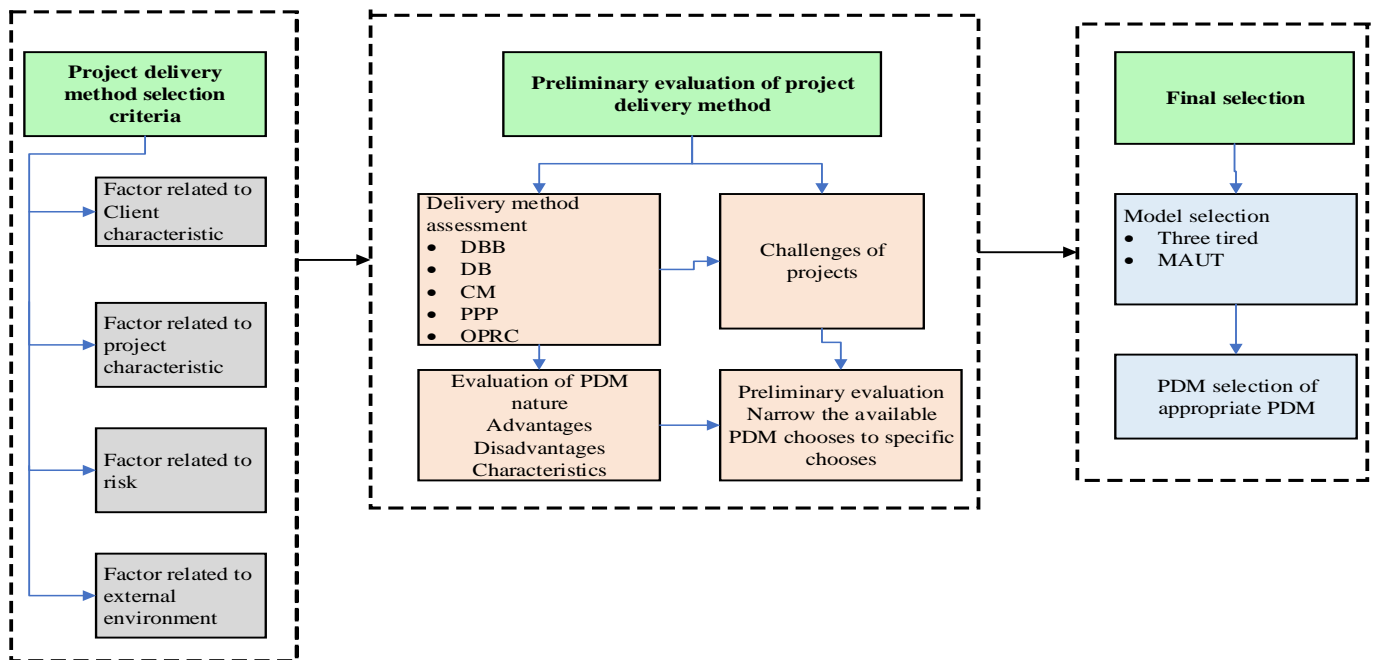 Project delivery
method selection
criteria
Factor related to
Client
characteristic
Factor related to
project
characteristic
Factor related to
risk
Factor related to
external
environment
Preliminary evaluation of project
delivery method
Delivery method
assessment
• DBB
• DB
• CM
• PPP
• OPRC
Challenges of
projects
Evaluation of PDM
nature
Advantages
Disadvantages
Characteristics
Preliminary evaluation
Narrow the available
PDM chooses to specific
chooses
Final selection
Model selection
• Three tired
• MAUT
PDM selection of
appropriate PDM